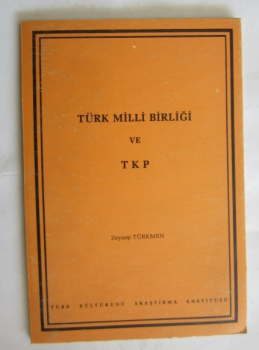 TÜRK MİLLİ BİRLİĞİ
VE
T K P
Zeynep TÜRKMEN
TÜRK KÜLTÜRÜNÜ ARAŞTIRMA ENSTİTÜSÜ